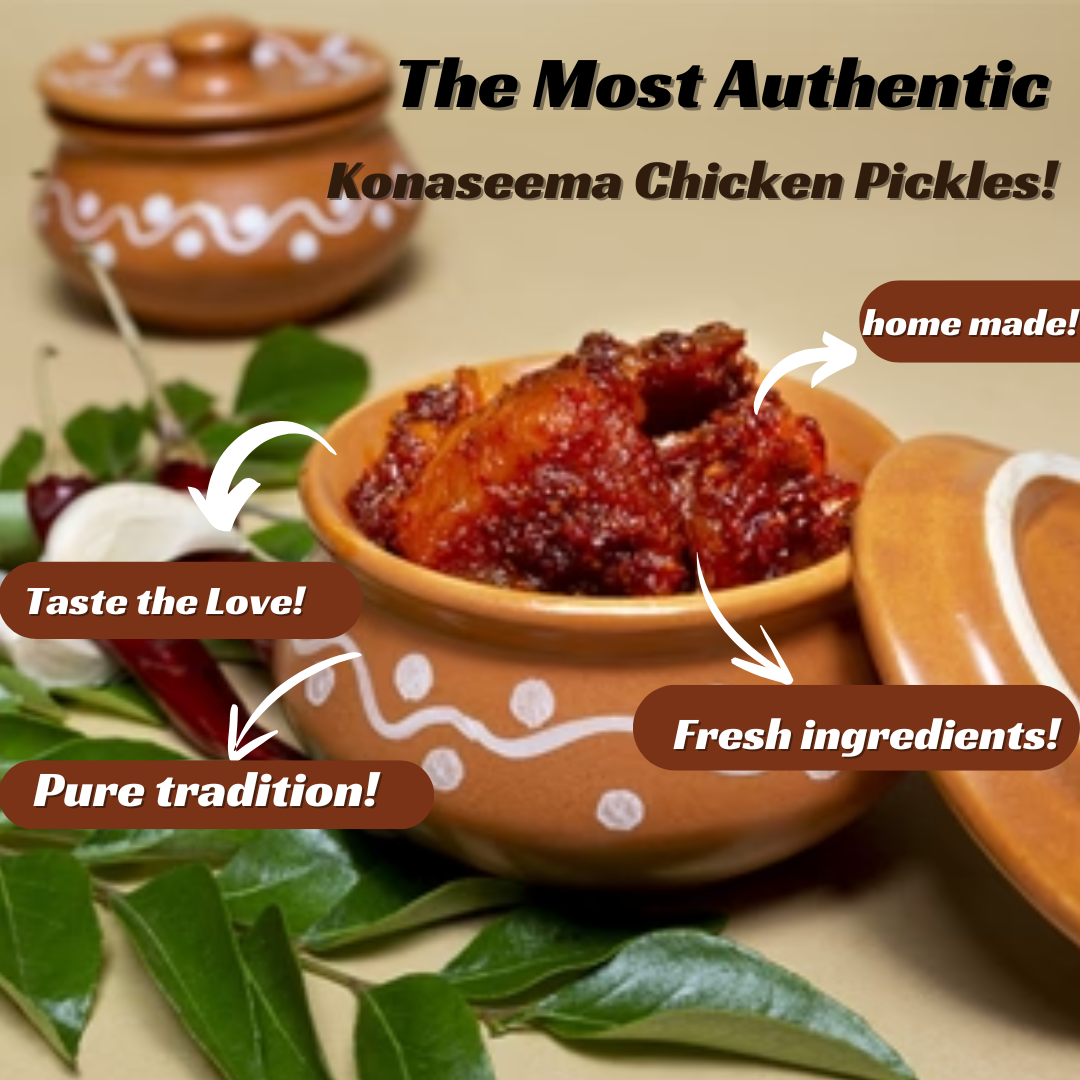 The Most Authentic
Konaseema Chicken Pickles!
home made!
Taste the Love!
Fresh ingredients!
Pure tradition!